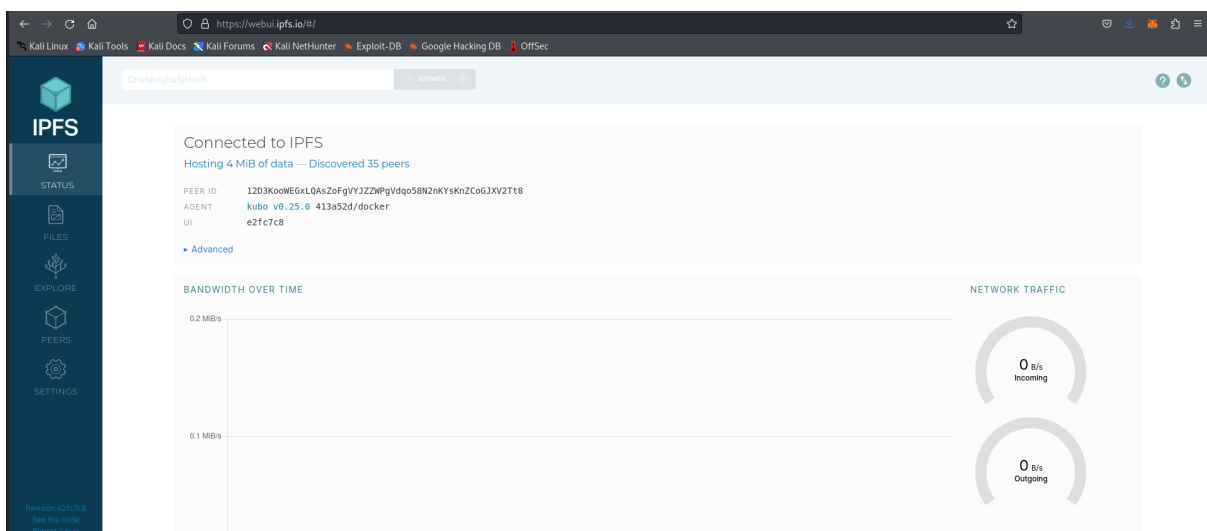 https://webui.ipfs.io/#/
Kali Linux Kali Tools Kali Docs Kali Forums Kali NetHunter Exploit-DB Google Hacking DB OffSec
QmHash/bafyHash Browse
IPFS
STATUS
FILES
EXPLORE
PEERS
SETTINGS
Revision e2fc7c8
See the code
Connected to IPFS
Hosting 4 MiB of data — Discovered 35 peers
PEER ID 12D3KooWEGxLQAsZoFgVYJZZWPgVdqo58N2nKYsKnZCoGJXV2Tt8
AGENT kubo v0.25.0 413a52d/docker
UI e2fc7c8
▸ Advanced
BANDWIDTH OVER TIME
0.2 MiB/s
0.1 MiB/s
NETWORK TRAFFIC
0 B/s
Incoming
0 B/s
Outgoing